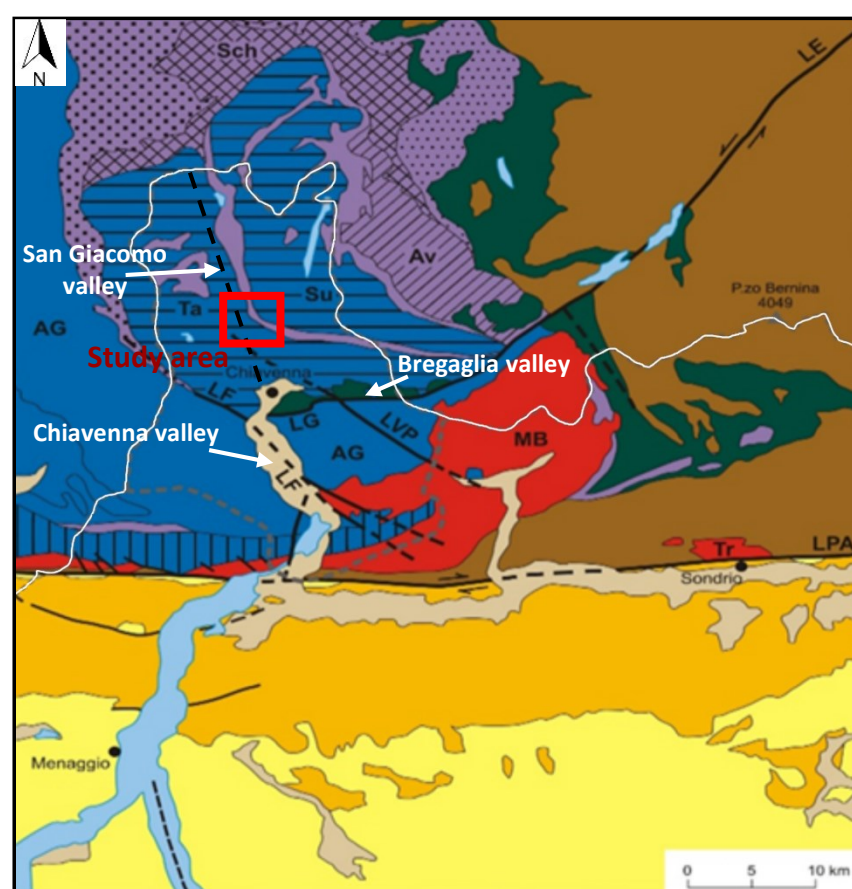 N
Sch
LE
San Giacomo
valley
Av
P.zo Bernina
4049
Su
Ta
AG
Study area
Chiavenna
Bregaglia valley
LF
LG
LVP
Chiavenna valley
AG
MB
LF
Tr
LPA
Sondrio
Menaggio
0 5 10 km